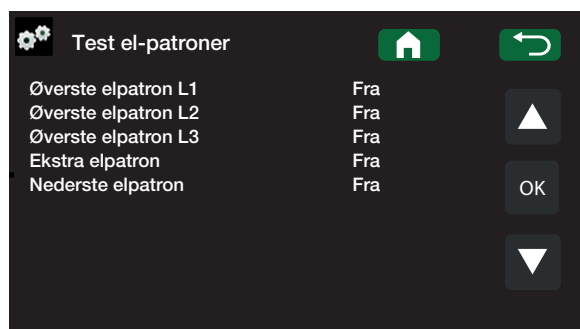 Test el-patroner
Øverste elpatron L1 Fra
Øverste elpatron L2 Fra
Øverste elpatron L3 Fra
Ekstra elpatron Fra
Nederste elpatron Fra
OK